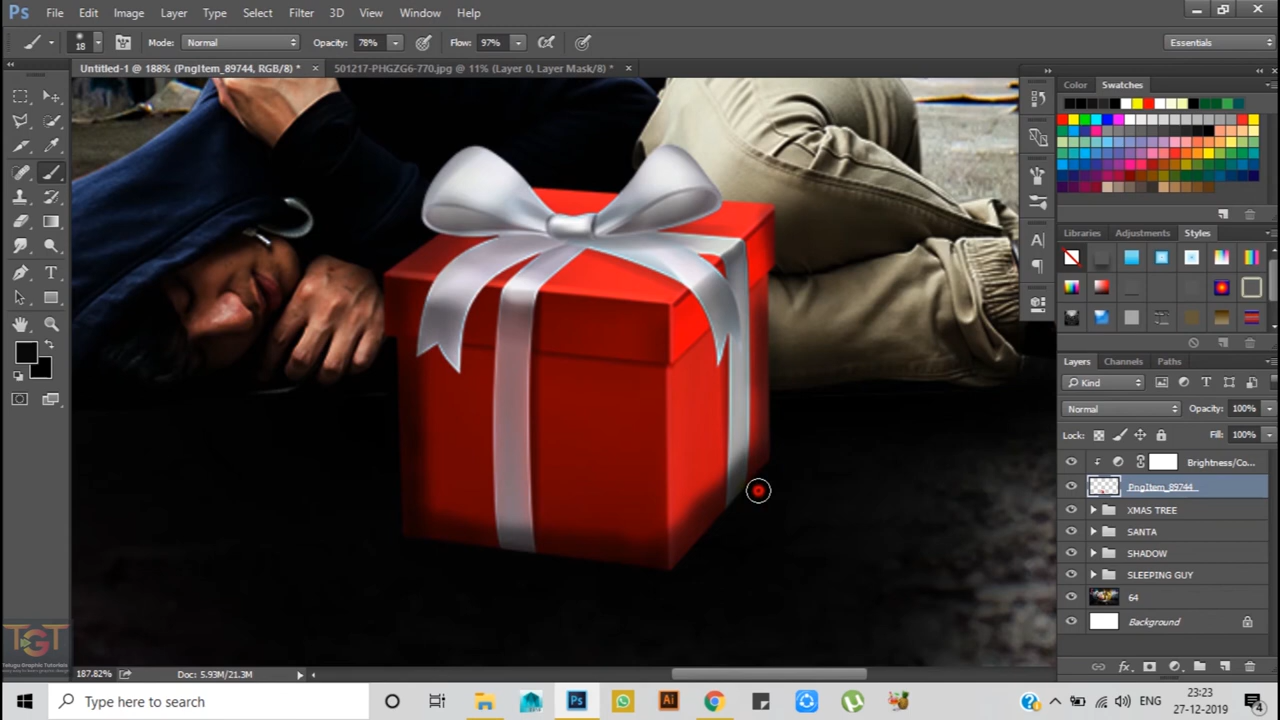 Ps File Edit Image Layer Type Select Filter 3D View Window Help
18 Mode: Normal Opacity: 78% Flow: 97% Essentials
Untitled-1 @ 188% (PngItem_89744, RGB/8) * × 501217-PHGZG6-770.jpg @ 11% (Layer 0, Layer Mask/8) * ×
Color Swatches
Libraries Adjustments Styles
Layers Channels Paths
Kind
Normal Opacity: 100%
Lock: Fill: 100%
Brightness/Co...
PngItem_89744
XMAS TREE
SANTA
SHADOW
SLEEPING GUY
64
Background
TGT
Telugu Graphix Tutorials
187.82% Doc: 5.93M/21.3M
Type here to search
Ps Ai ENG 23:23
27-12-2019 4